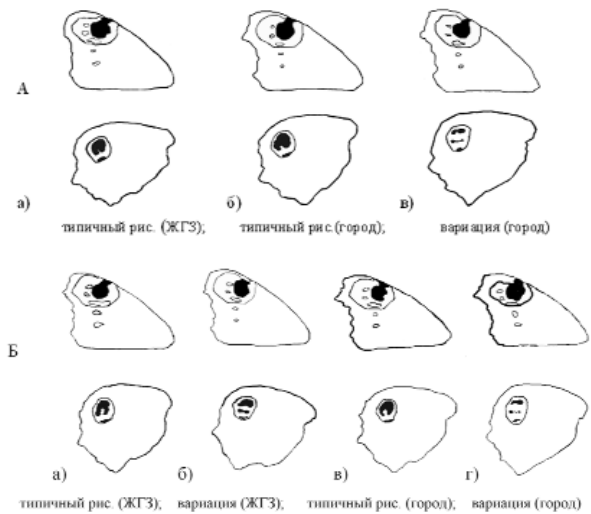 А
а) б) в)
типичный рис. (ЖГЗ); типичный рис.(город); вариация (город)
Б
а) б) в) г)
типичный рис. (ЖГЗ); вариация (ЖГЗ); типичный рис. (город); вариация (город)